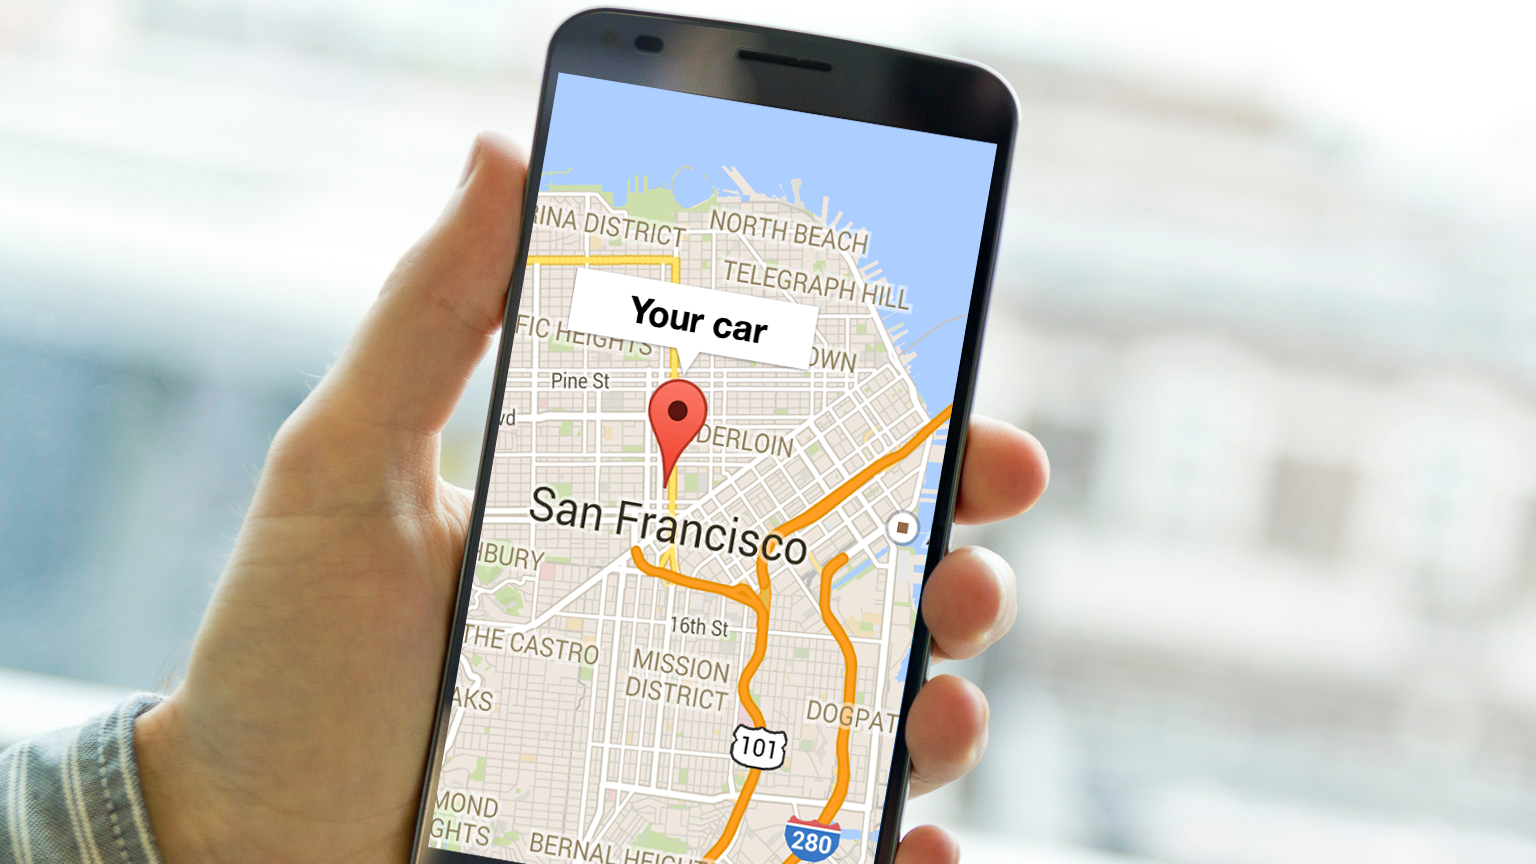 RINA DISTRICT
NORTH BEACH
TELEGRAPH HILL
Your car
FIC HEIGHTS
OWN
Pine St
vd
DERLOIN
San Francisco
HBURY
16th St
THE CASTRO
MISSION
DISTRICT
AKS
DOGPAT
101
MOND
GHTS
BERNAL HEIGHT
280